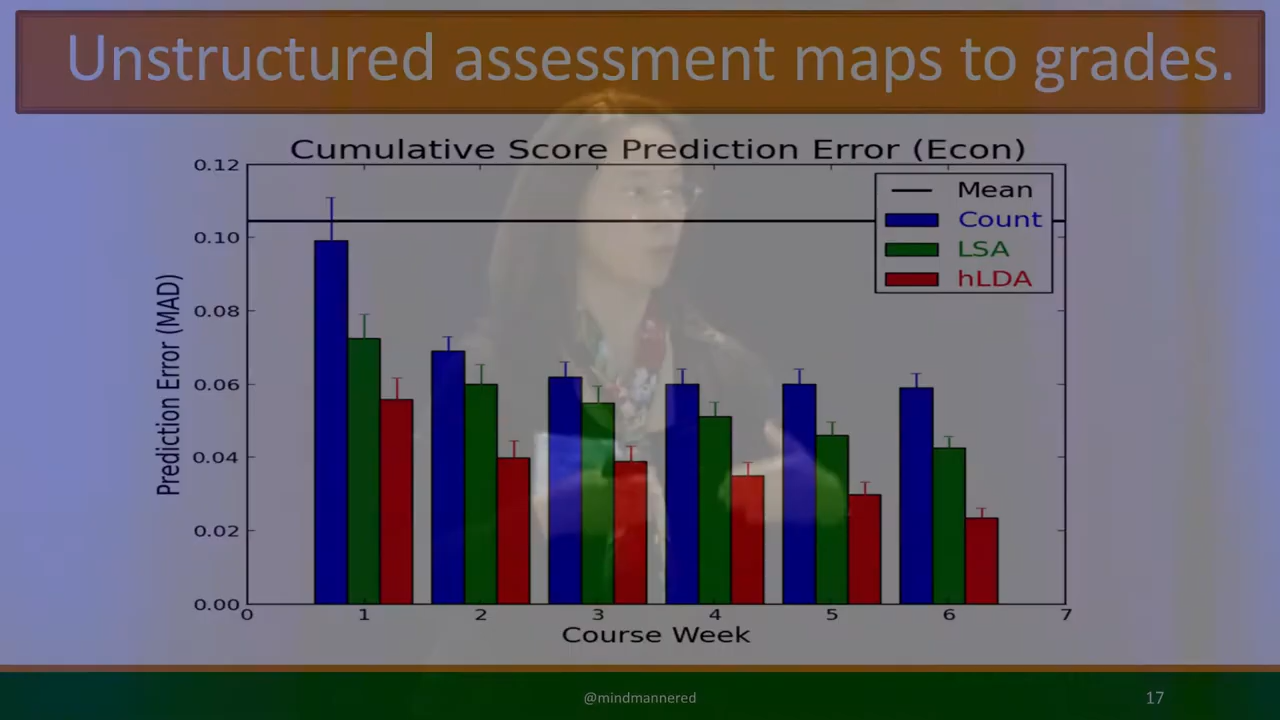 Unstructured assessment maps to grades.
Cumulative Score Prediction Error (Econ)
Mean
Count
LSA
hLDA
Prediction Error (MAD)
0.12
0.10
0.08
0.06
0.04
0.02
0.00
0 1 2 3 4 5 6 7
Course Week
@mindmannered
17